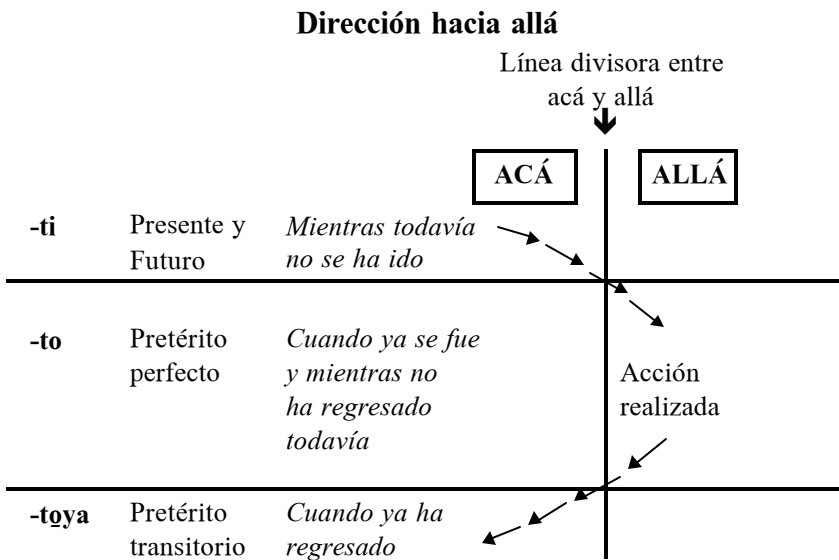 Dirección hacia allá
Línea divisora entre
acá y allá
ACÁ
ALLÁ
-ti Presente y Mientras todavía
Futuro no se ha ido
-to Pretérito Cuando ya se fue
perfecto y mientras no Acción
ha regresado realizada
todavía
-to̱ya Pretérito Cuando ya ha
transitorio regresado